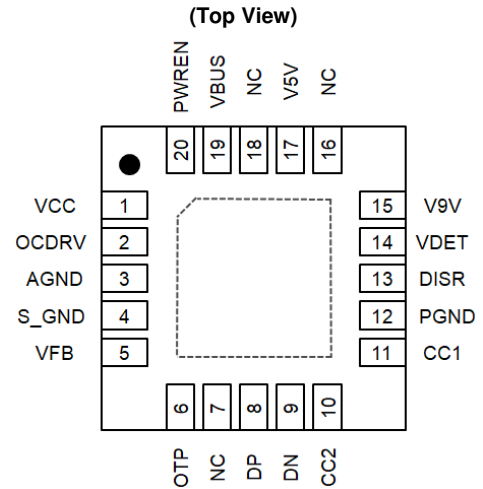 (Top View)
PWREN VBUS NC V5V NC
20 19 18 17 16
VCC 1 15 V9V
OCDRV 2 14 VDET
AGND 3 13 DISR
S_GND 4 12 PGND
VFB 5 11 CC1
6 7 8 9 10
OTP NC DP DN CC2